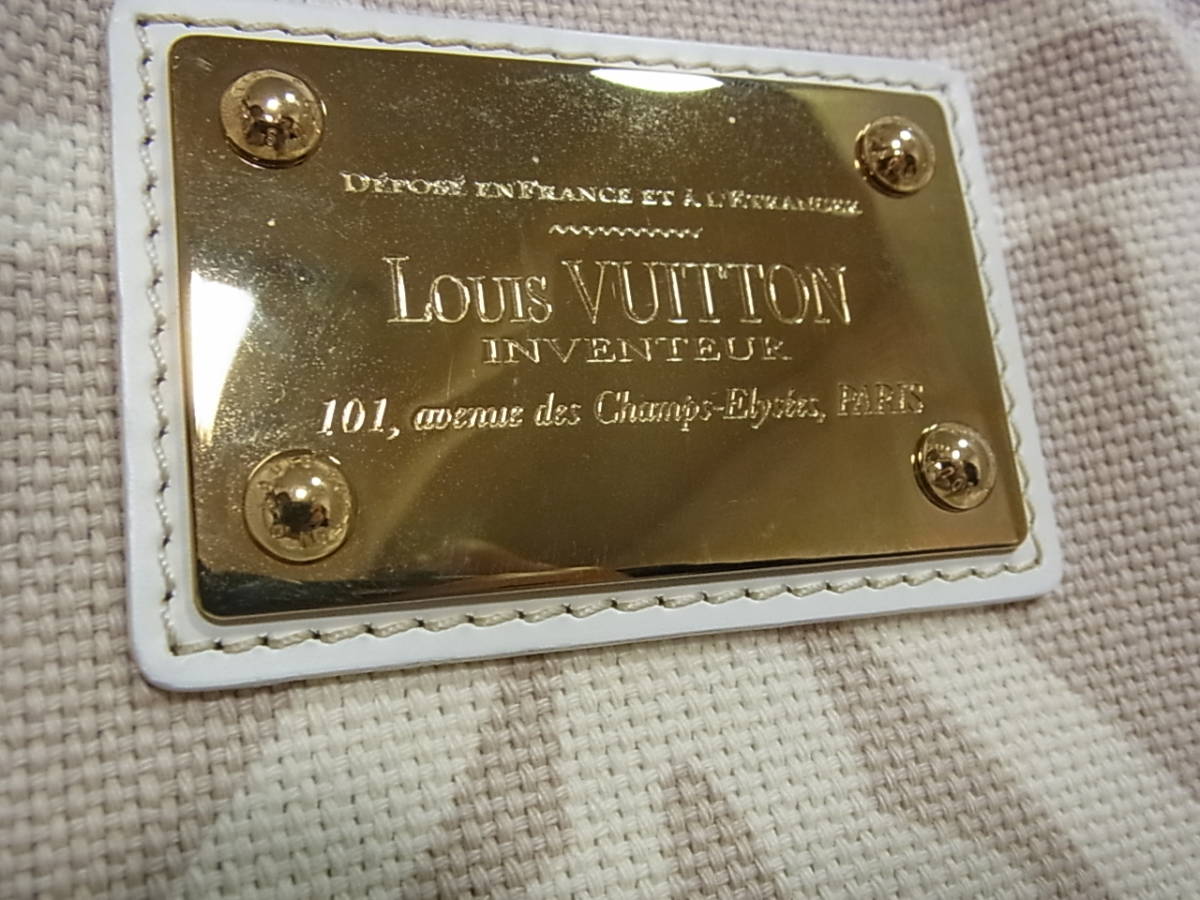 DÉPOSÉ EN FRANCE ET À L'ÉTRANGER
LOUIS VUITTON
INVENTEUR
101, avenue des Champs-Elysées, PARIS